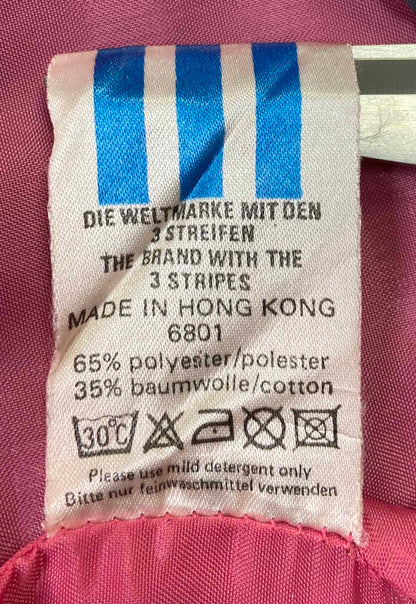 DIE WELTMARKE MIT DEN
3 STREIFEN
THE BRAND WITH THE
3 STRIPES
MADE IN HONG KONG
6801
65% polyester/polester
35% baumwolle/cotton
30°C
Please use mild detergent only
Bitte nur feinwaschmittel verwenden